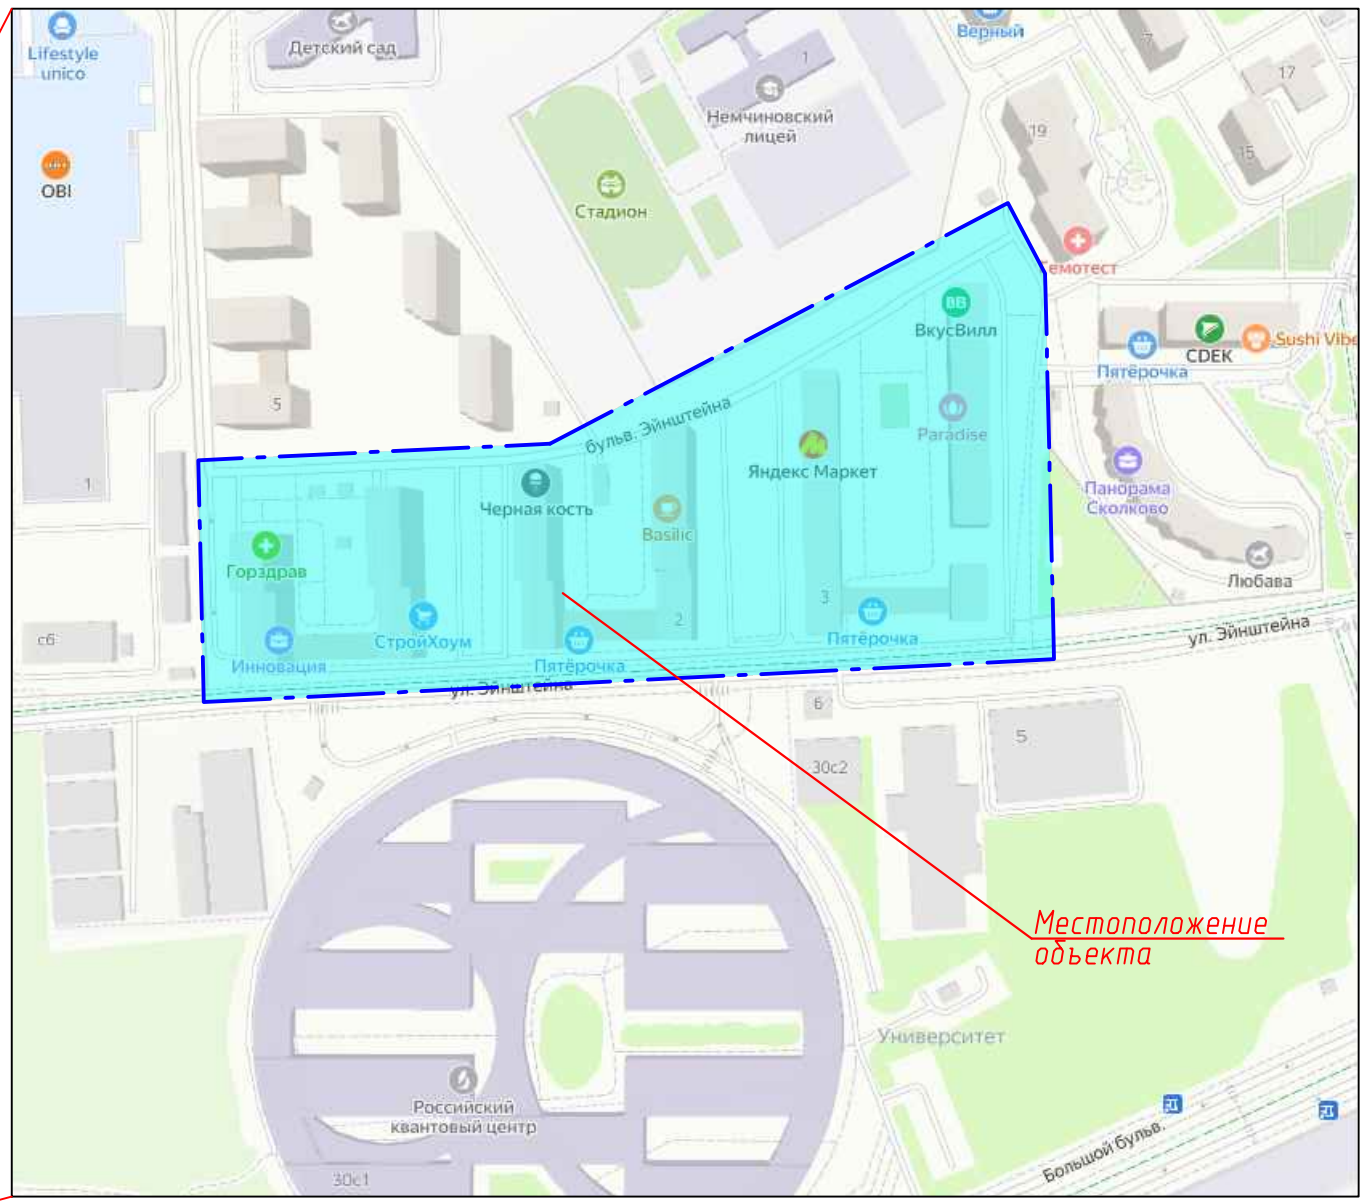 Lifestyle
unico
Детский сад
Верный
7
17
1
Немчиновский
лицей
19
15
OBI
Стадион
Гемотест
ВВ
ВкусВилл
CDEK
Sushi Vibe
Пятёрочка
5
бульв. Эйнштейна
Paradise
Яндекс Маркет
1
Черная кость
Панорама
Сколково
Basilic
Горздрав
Любава
с6
СтройХоум
2
3
Инновация
Пятёрочка
Пятёрочка
ул. Эйнштейна
ул. Эйнштейна
6
5
30с2
Местоположение
объекта
Университет
Российский
квантовый центр
Большой бульв.
30с1